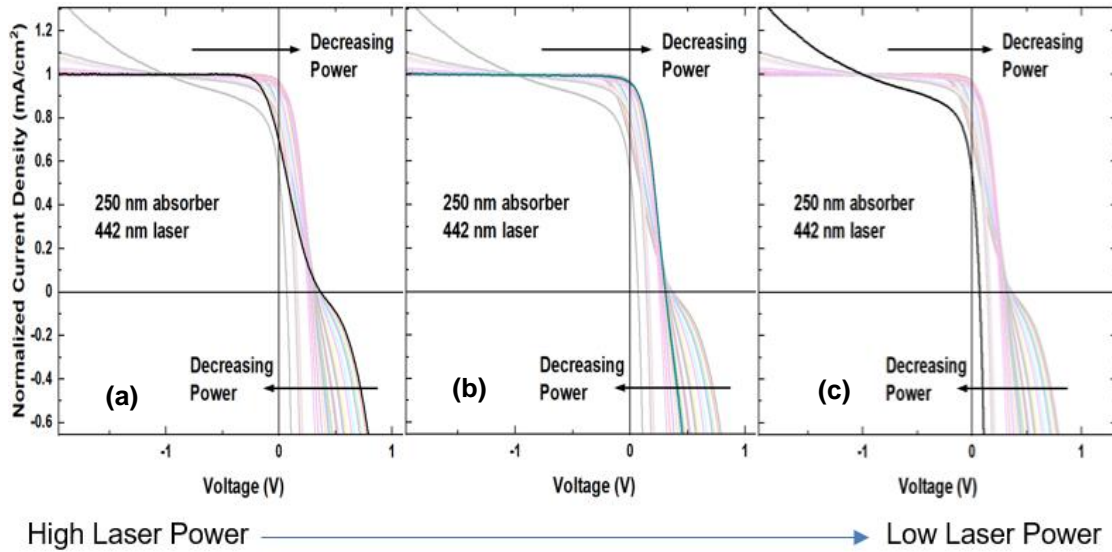 Normalized Current Density (mA/cm²)
1.2
1
0.8
0.6
0.4
0.2
0
-0.2
-0.4
-0.6
Decreasing
Power
250 nm absorber
442 nm laser
(a)
Decreasing
Power
-1
0
1
Voltage (V)
Decreasing
Power
250 nm absorber
442 nm laser
(b)
Decreasing
Power
-1
0
1
Voltage (V)
Decreasing
Power
250 nm absorber
442 nm laser
(c)
Decreasing
Power
-1
0
1
Voltage (V)
High Laser Power
Low Laser Power